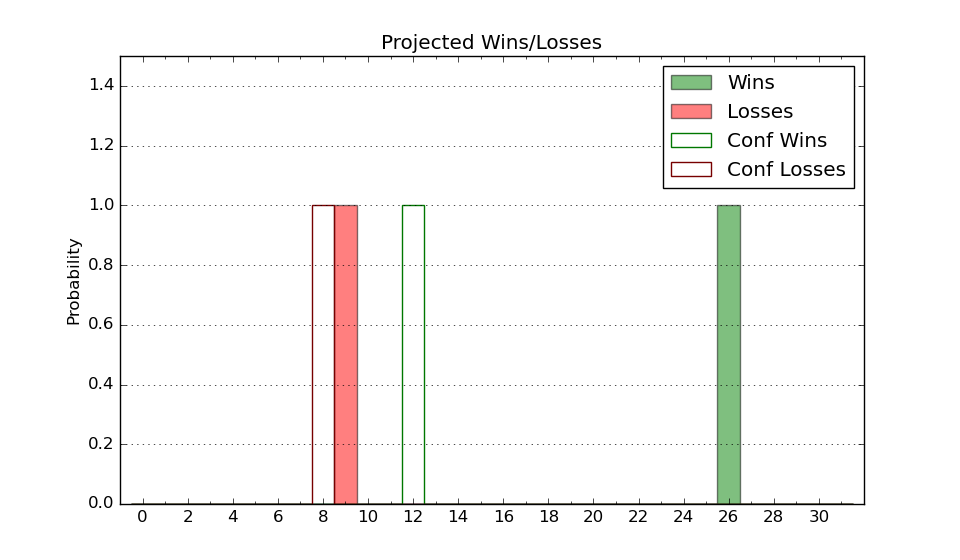 Projected Wins/Losses
Wins
Losses
Conf Wins
Conf Losses
Probability
1.4
1.2
1.0
0.8
0.6
0.4
0.2
0.0
0 2 4 6 8 10 12 14 16 18 20 22 24 26 28 30